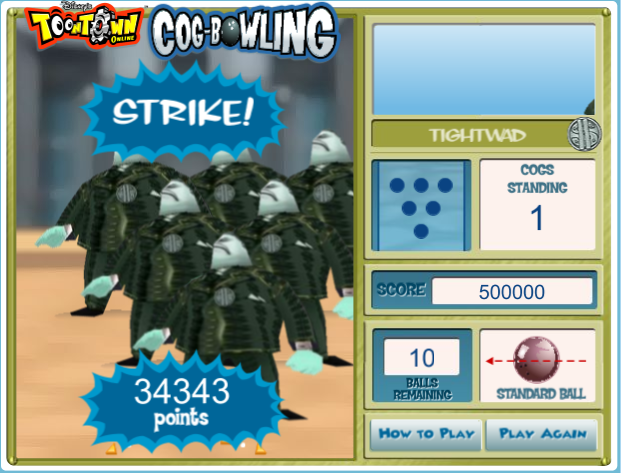 Disney's
TOONTOWN
ONLINE
COG-BOWLING
STRIKE!
34343
points
TIGHTWAD
COGS
STANDING
1
SCORE 500000
10
BALLS
REMAINING
STANDARD BALL
HOW TO PLAY PLAY AGAIN